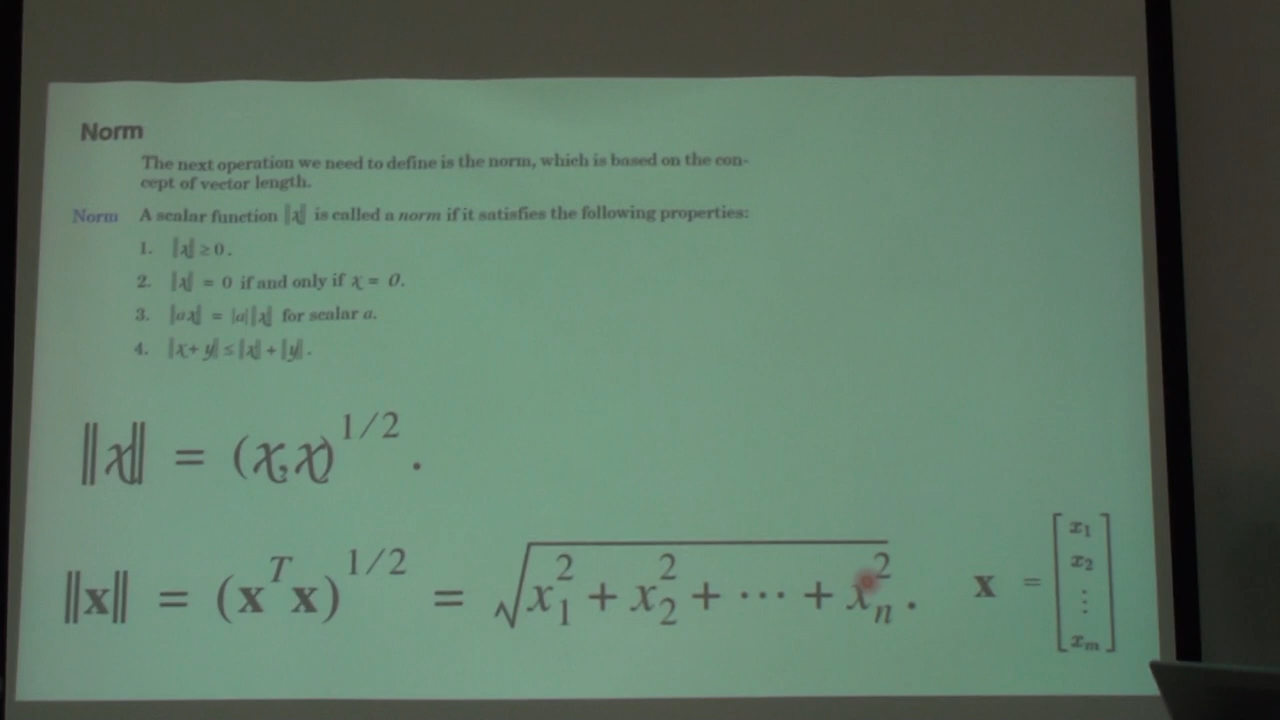 Norm
The next operation we need to define is the norm, which is based on the con-
cept of vector length.
Norm A scalar function ‖χ‖ is called a norm if it satisfies the following properties:
1. ‖χ‖ ≥ 0.
2. ‖χ‖ = 0 if and only if χ = 0.
3. ‖aχ‖ = |a|‖χ‖ for scalar a.
4. ‖χ+y‖ ≤ ‖χ‖ + ‖y‖.
‖χ‖ = (χ,χ)^{1/2}.
‖x‖ = (x^T x)^{1/2} = √(x_1^2 + x_2^2 + ⋯ + x_n^2). x = [x_1 x_2 ⋮ x_m]